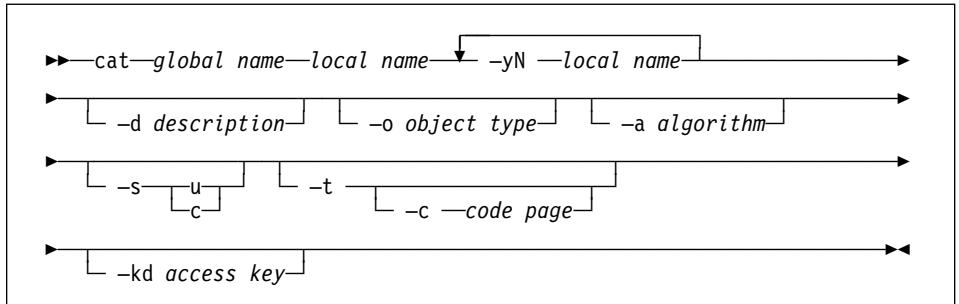 cat global name local name –yN local name
–d description –o object type –a algorithm
–s u –t
c –c code page
–kd access key